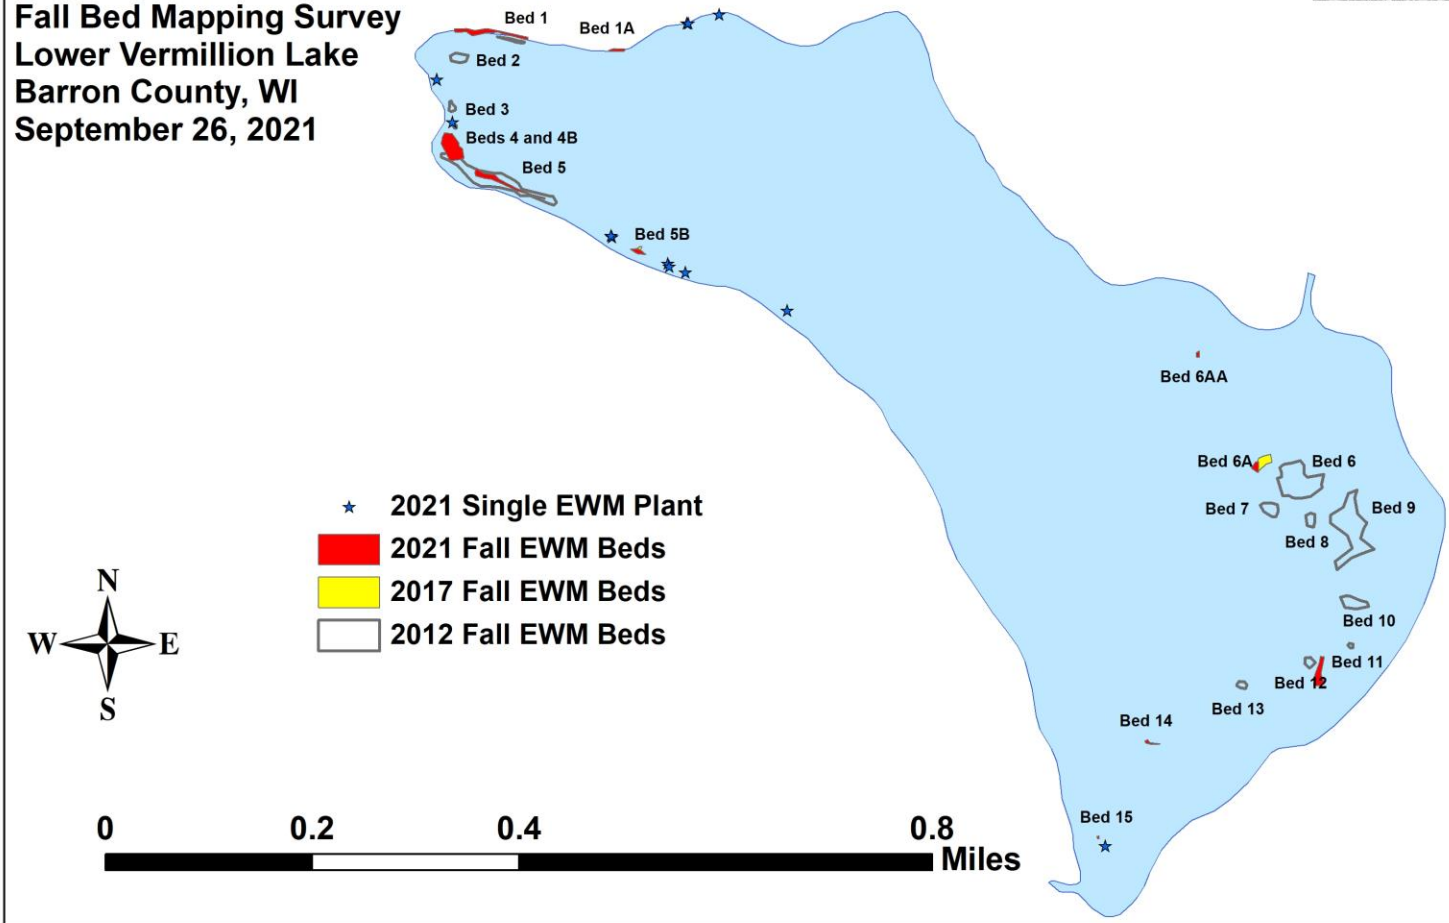 Fall Bed Mapping Survey
Lower Vermillion Lake
Barron County, WI
September 26, 2021
Bed 1
Bed 1A
Bed 2
Bed 3
Beds 4 and 4B
Bed 5
Bed 5B
Bed 6AA
Bed 6A
Bed 6
Bed 7
Bed 9
Bed 8
Bed 10
Bed 11
Bed 12
Bed 13
Bed 14
Bed 15
2021 Single EWM Plant
2021 Fall EWM Beds
2017 Fall EWM Beds
2012 Fall EWM Beds
N
W E
S
0 0.2 0.4 0.8
Miles